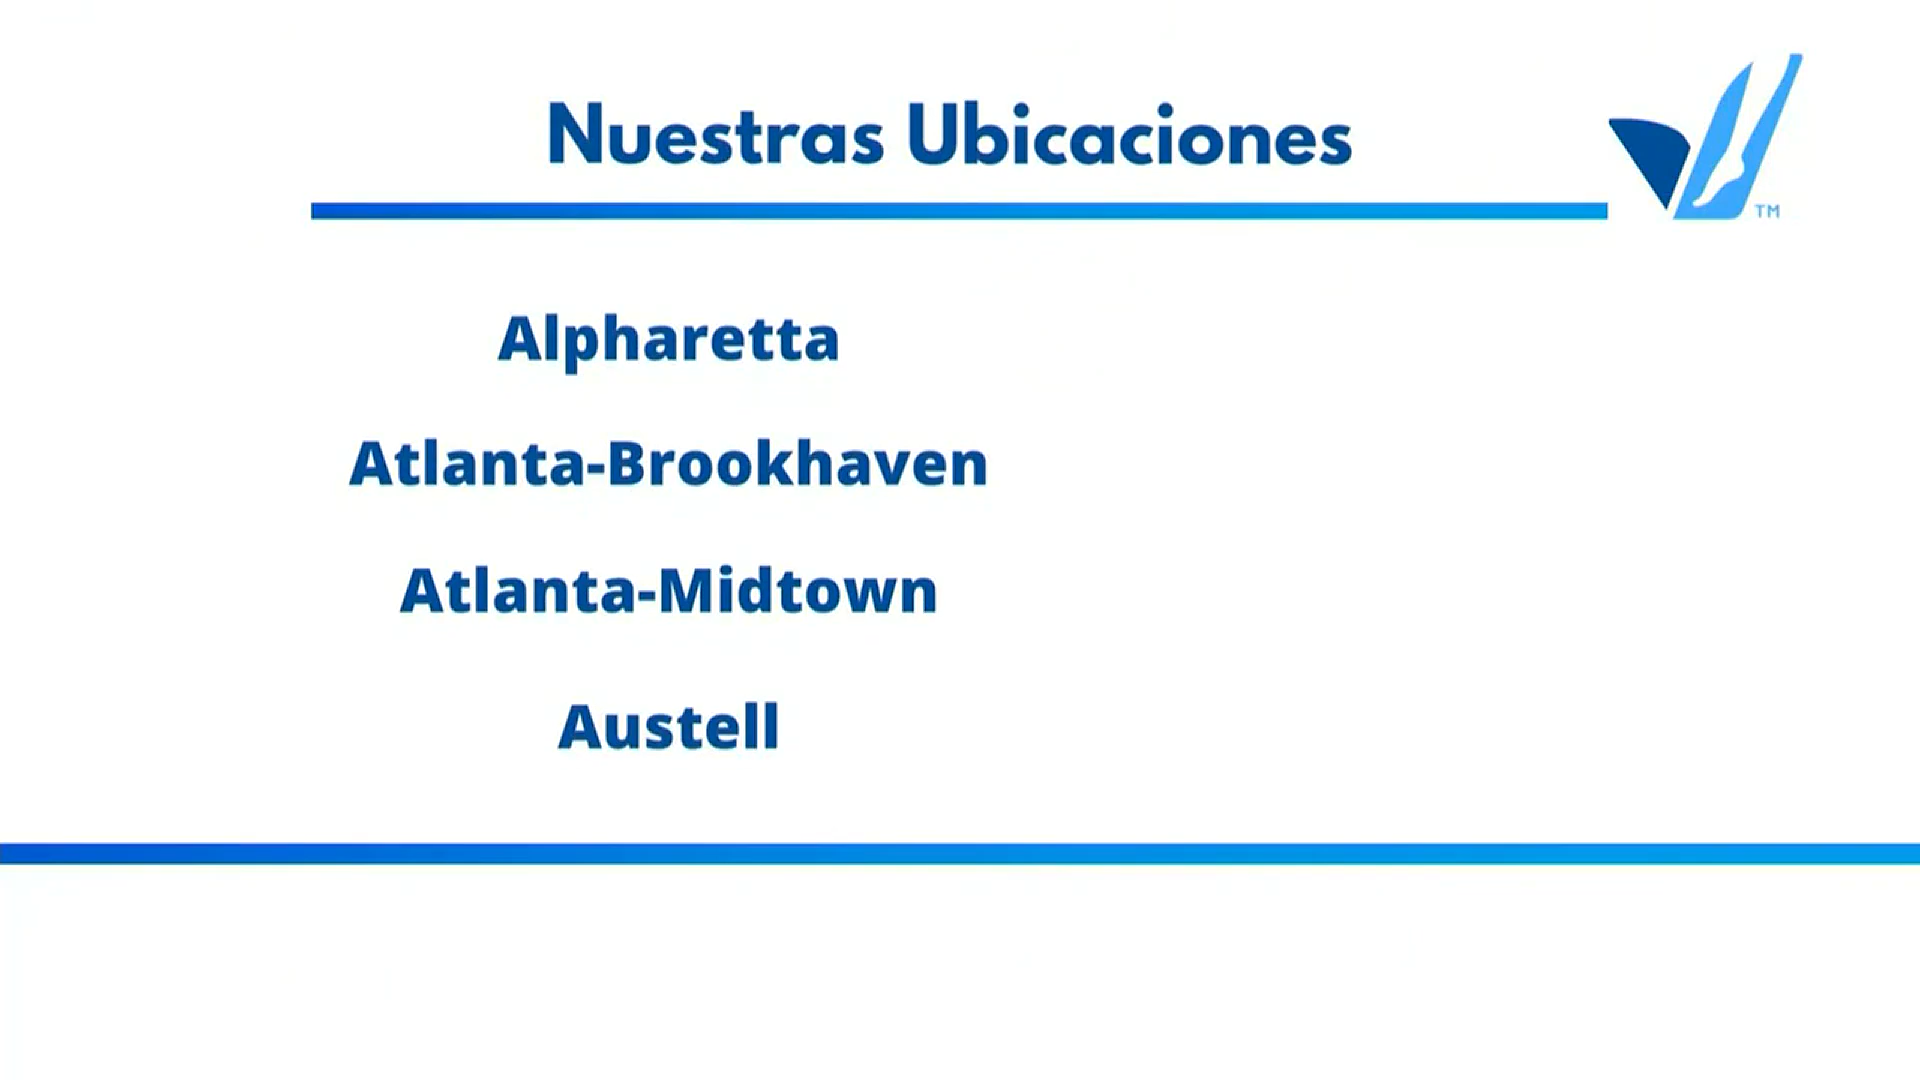 Nuestras Ubicaciones
TM
Alpharetta
Atlanta-Brookhaven
Atlanta-Midtown
Austell